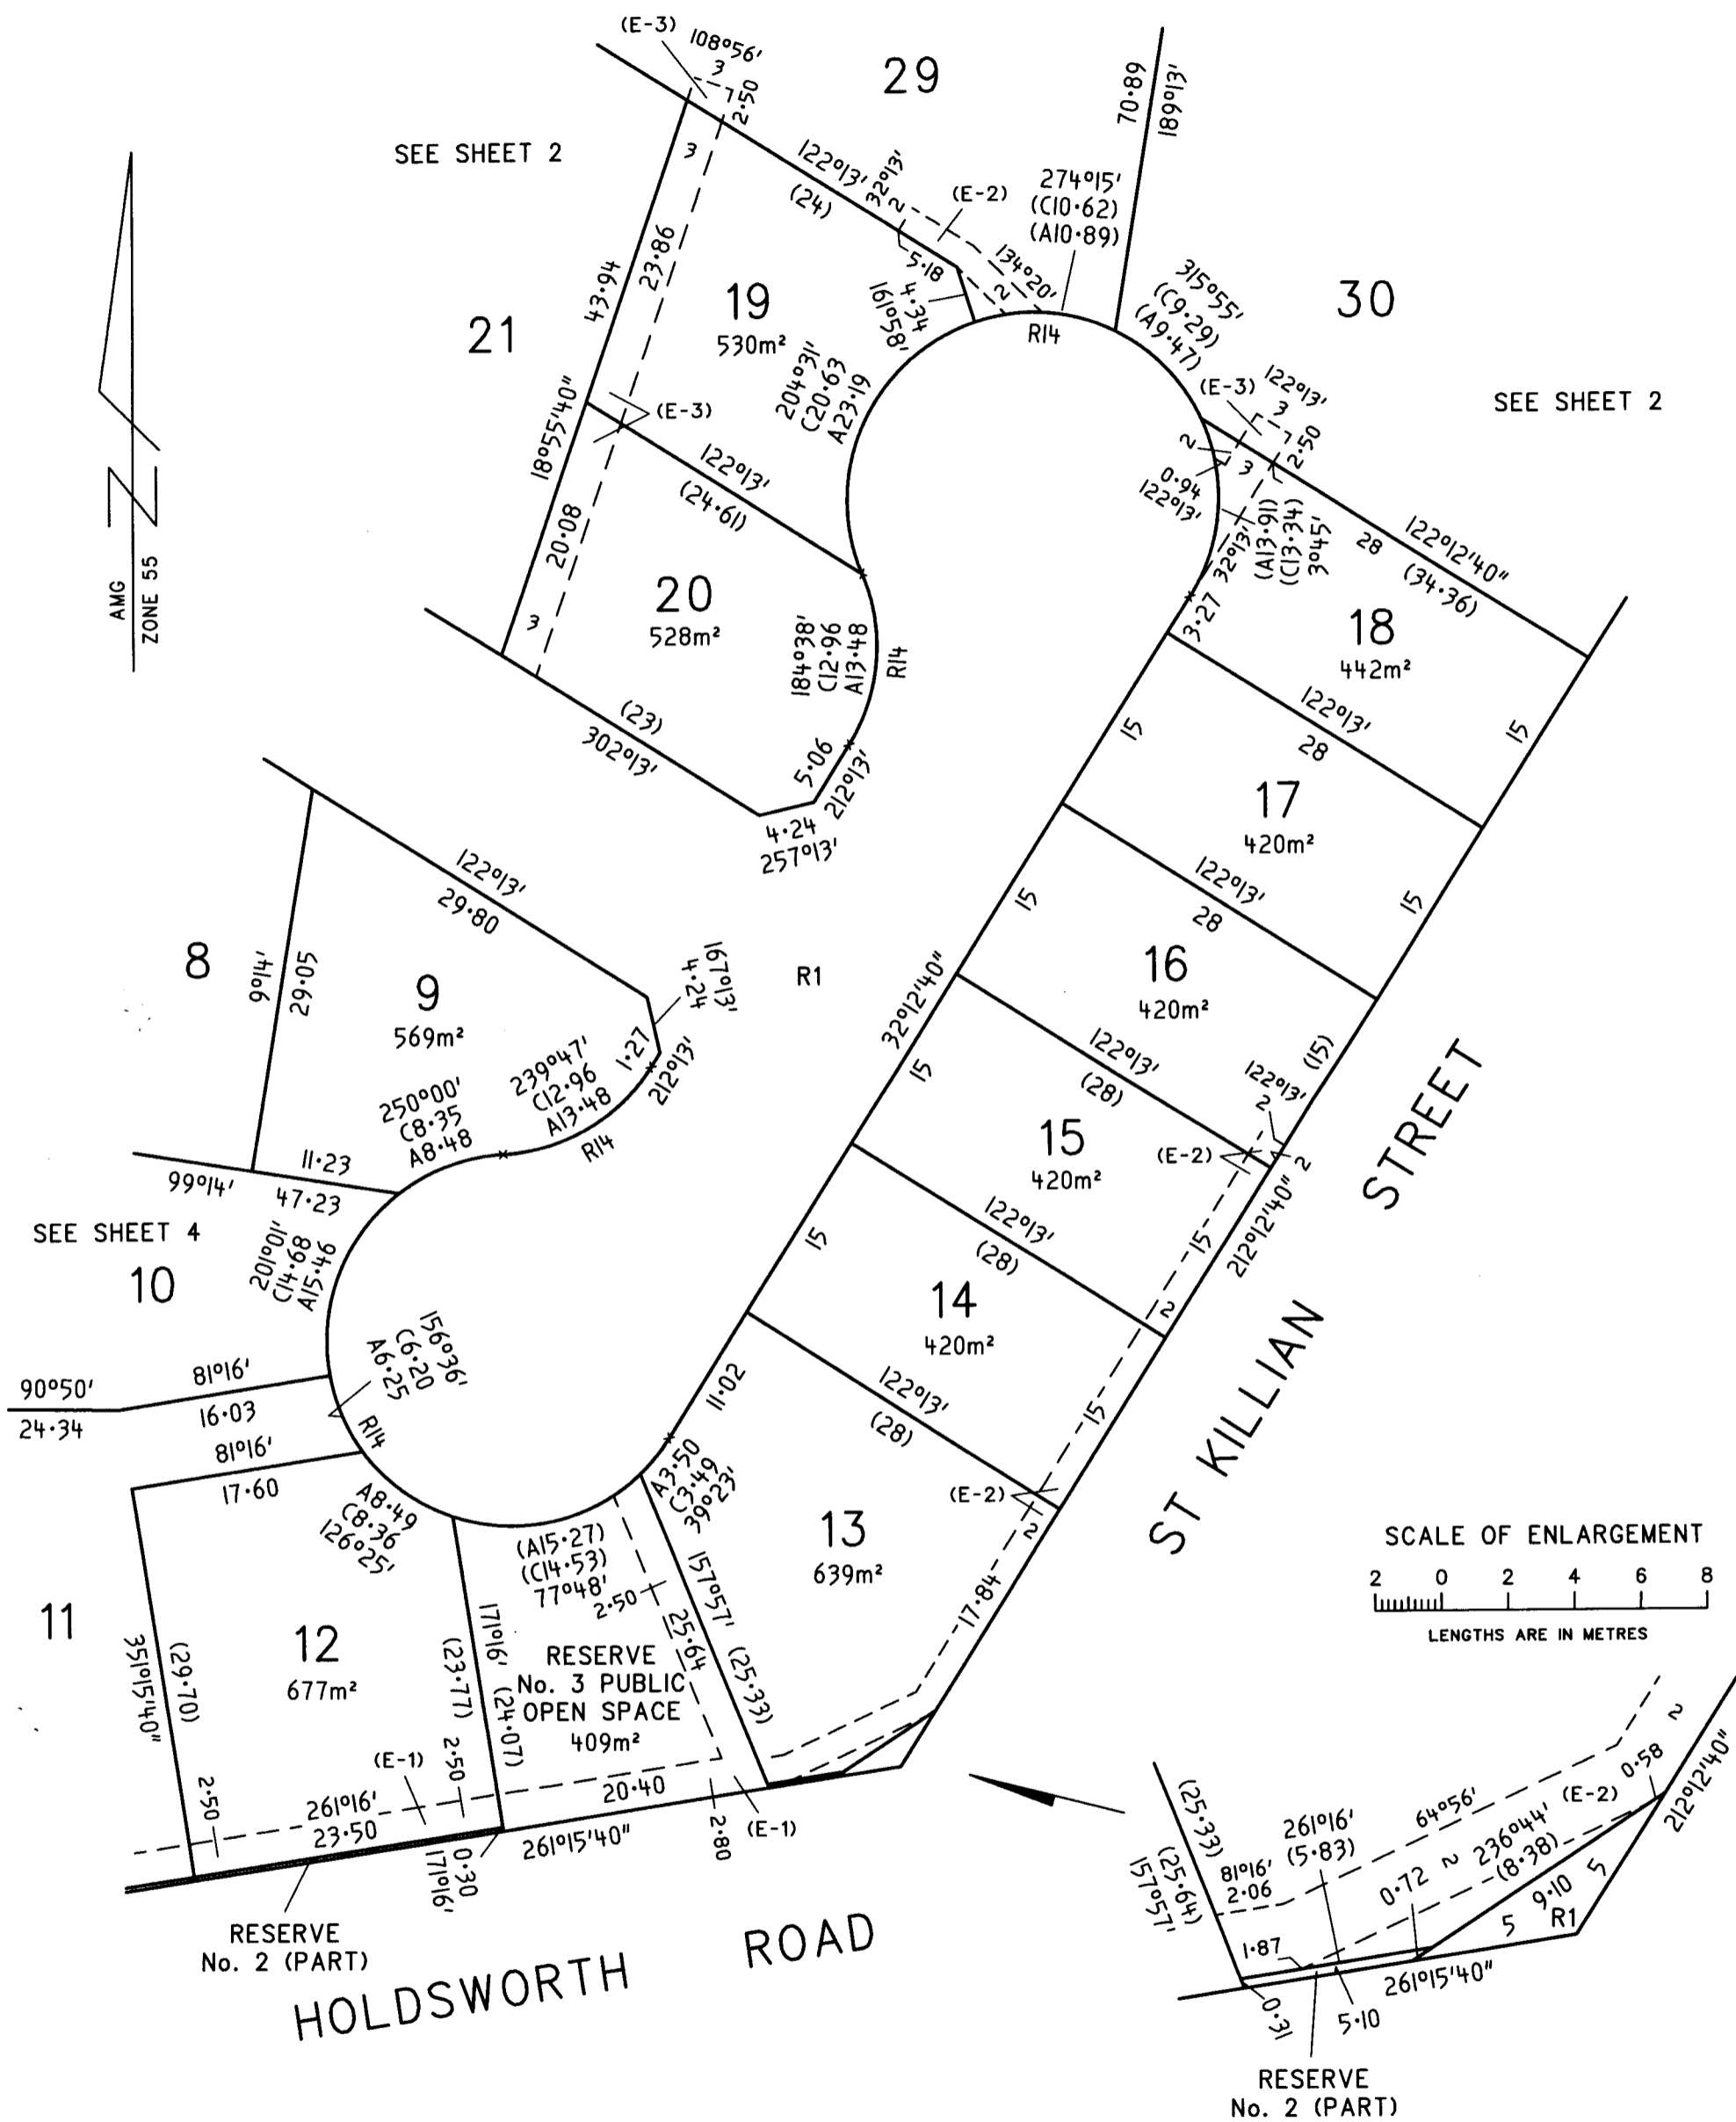 (E-3)
108°56'
3
2·50
29
70·89
189°13'
SEE SHEET 2
3
122°13'
(24)
32°13'
2
(E-2)
274°15'
(C10·62)
(A10·89)
5·18
134°20'
2
4·34
161°58'
R14
315°55'
(C9·29)
(A9·47)
30
(E-3)
122°13'
3
2·50
SEE SHEET 2
AMG
ZONE 55
43·94
23·86
19
530m²
21
204°31'
C20·63
A23·19
(E-3)
18°55'40"
122°13'
(24·61)
2
3
0·94
122°13'
32°13'
(A13·91)
(C13·34)
3°45'
122°12'40"
28
(34·36)
20·08
3
20
528m²
184°38'
C12·96
A13·48
R14
3·27
18
442m²
(23)
302°13'
5·06
212°13'
4·24
257°13'
15
122°13'
28
15
17
420m²
122°13'
29·80
8
9°14'
29·05
9
569m²
167°13'
4·24
1·27
212°13'
R1
15
122°13'
28
15
16
420m²
32°12'40"
250°00'
C8·35
A8·48
239°47'
C12·96
A13·48
R14
15
122°13'
(28)
(15)
122°13'
2
2
(E-2)
15
420m²
11·23
99°14'
47·23
SEE SHEET 4
201°01'
C14·68
A15·46
10
15
122°13'
(28)
15
212°12'40"
2
STREET
14
420m²
156°36'
C6·20
A6·25
R14
90°50'
24·34
81°16'
16·03
81°16'
17·60
11·02
122°13'
(28)
15
ST KILLIAN
(E-2)
2
A3·50
C3·49
39°23'
A8·49
C8·36
126°25'
(A15·27)
(C14·53)
77°48'
2·50
13
639m²
17·84
SCALE OF ENLARGEMENT
2 0 2 4 6 8
LENGTHS ARE IN METRES
11
351°15'40"
(29·70)
12
677m²
171°16'
(23·77)
(24·07)
RESERVE
No. 3 PUBLIC
OPEN SPACE
409m²
25·64
157°57'
(25·33)
(E-1)
2·50
2·50
261°16'
23·50
20·40
2·80
(E-1)
261°15'40"
0·30
171°16'
RESERVE
No. 2 (PART)
HOLDSWORTH ROAD
(25·33)
(25·64)
157°57'
81°16'
2·06
261°16'
(5·83)
64°56'
236°44'
(8·38)
(E-2)
0·58
2
212°12'40"
0·72
2
9·10
5
5
R1
1·87
261°15'40"
0·31
5·10
RESERVE
No. 2 (PART)